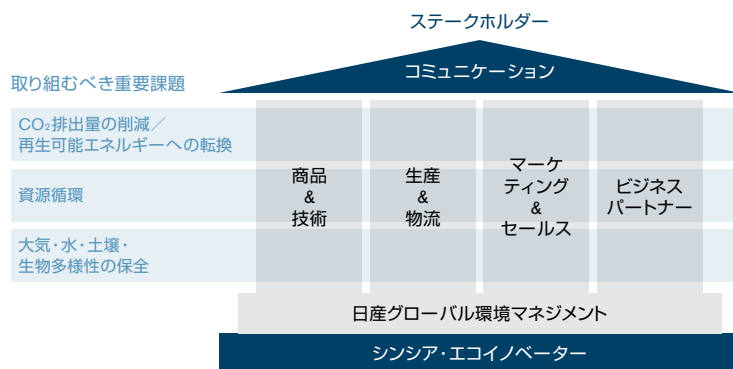 ステークホルダー
コミュニケーション
取り組むべき重要課題
CO₂排出量の削減／
再生可能エネルギーへの転換
資源循環
大気・水・土壌・
生物多様性の保全
商品
&
技術
生産
&
物流
マーケ
ティング
&
セールス
ビジネス
パートナー
日産グローバル環境マネジメント
シンシア・エコイノベーター